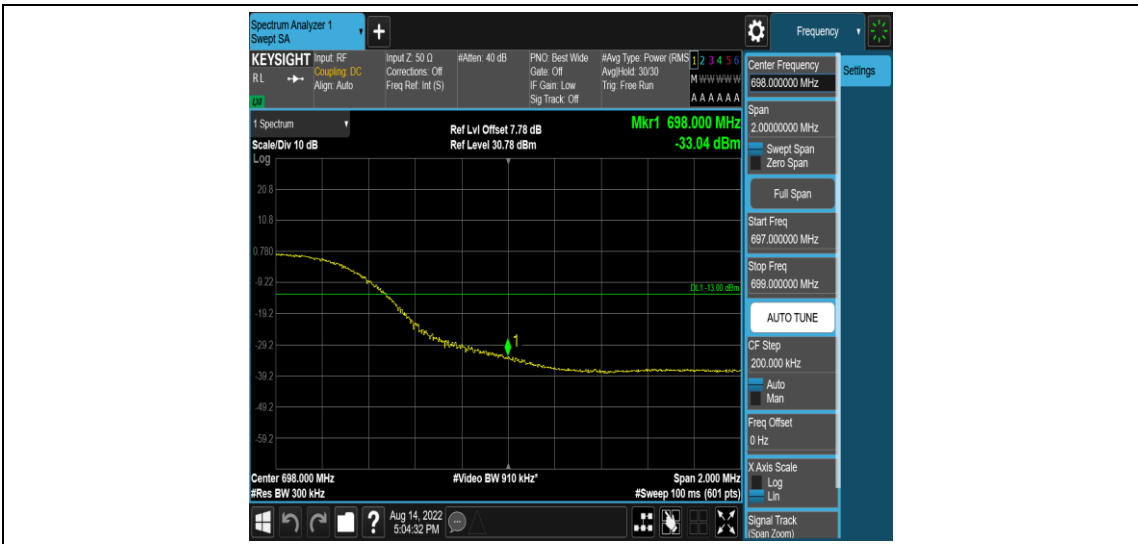 Spectrum Analyzer 1
Swept SA
+
Frequency
KEYSIGHT
RL
LXI
Input: RF
Coupling: DC
Align: Auto
Input Z: 50 Ω
Corrections: Off
Freq Ref: Int (S)
#Atten: 40 dB
PNO: Best Wide
Gate: Off
IF Gain: Low
Sig Track: Off
#Avg Type: Power (RMS
Avg|Hold: 30/30
Trig: Free Run
1 2 3 4 5 6
M W W W W W
A A A A A A
1 Spectrum
Scale/Div 10 dB
Log
Ref Lvl Offset 7.78 dB
Ref Level 30.78 dBm
Mkr1 698.000 MHz
-33.04 dBm
20.8
10.8
0.780
-9.22
-19.2
-29.2
-39.2
-49.2
-59.2
DL1 -13.00 dBm
1
Center 698.000 MHz
#Res BW 300 kHz
#Video BW 910 kHz*
Span 2.000 MHz
#Sweep 100 ms (601 pts)
?
Aug 14, 2022
5:04:32 PM
Center Frequency
698.000000 MHz
Settings
Span
2.00000000 MHz
Swept Span
Zero Span
Full Span
Start Freq
697.000000 MHz
Stop Freq
699.000000 MHz
AUTO TUNE
CF Step
200.000 kHz
Auto
Man
Freq Offset
0 Hz
X Axis Scale
Log
Lin
Signal Track
(Span Zoom)